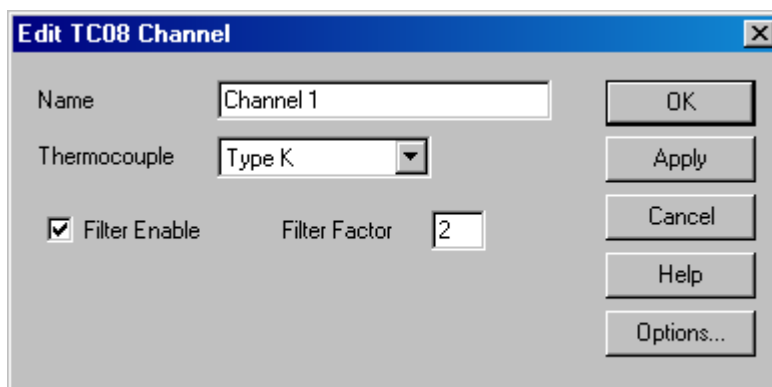 Edit TC08 Channel
Name
Channel 1
OK
Thermocouple
Type K
Apply
Filter Enable
Filter Factor
2
Cancel
Help
Options...